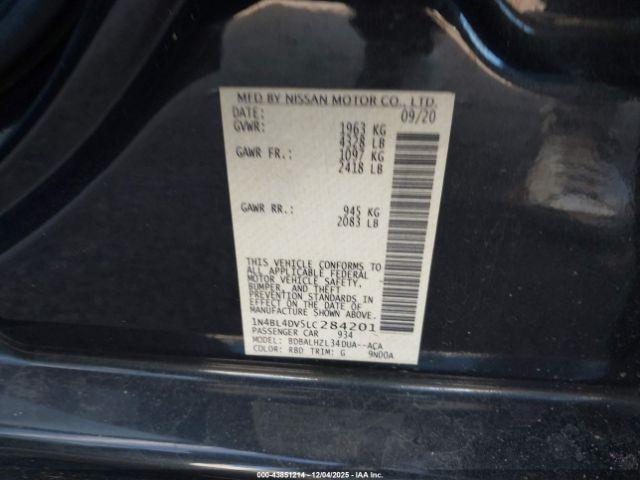 MFD BY NISSAN MOTOR CO., LTD.
DATE: 09/20
GVWR: 1963 KG
4328 LB
GAWR FR.: 1097 KG
2418 LB
GAWR RR.: 945 KG
2083 LB
THIS VEHICLE CONFORMS TO
ALL APPLICABLE FEDERAL
MOTOR VEHICLE SAFETY,
BUMPER, AND THEFT
PREVENTION STANDARDS IN
EFFECT ON THE DATE OF
MANUFACTURE SHOWN ABOVE.
1N4BL4DV5LC284201
PASSENGER CAR 934
MODEL: BDBALHZL34DUA--ACA
COLOR: RBD TRIM: G 9N00A
000-43851214 - 12/04/2025 - IAAI.COM